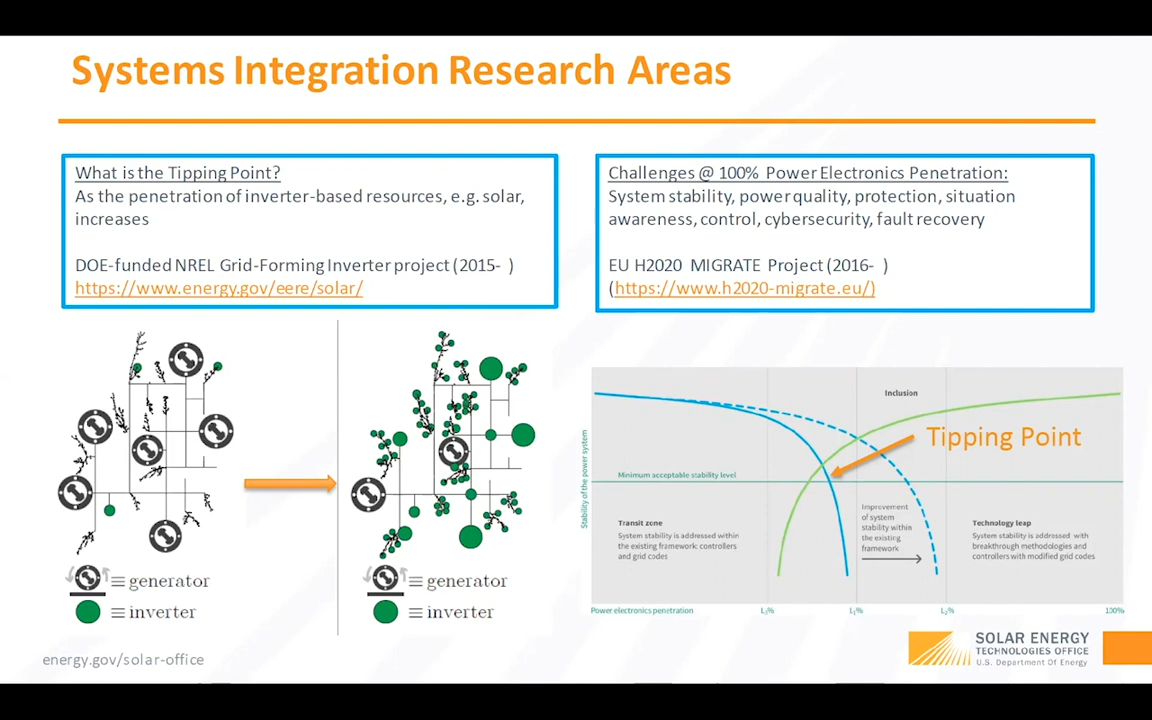 Systems Integration Research Areas
What is the Tipping Point?
As the penetration of inverter-based resources, e.g. solar,
increases
DOE-funded NREL Grid-Forming Inverter project (2015- )
https://www.energy.gov/eere/solar/
Challenges @ 100% Power Electronics Penetration:
System stability, power quality, protection, situation
awareness, control, cybersecurity, fault recovery
EU H2020 MIGRATE Project (2016- )
(https://www.h2020-migrate.eu/)
≡ generator
≡ inverter
≡ generator
≡ inverter
Stability of the power system
Inclusion
Tipping Point
Minimum acceptable stability level
Transit zone
System stability is addressed within
the existing framework: controllers
and grid codes
Improvement
of system
stability within
the existing
framework
Technology leap
System stability is addressed with
breakthrough methodologies and
controllers with modified grid codes
Power electronics penetration
100%
energy.gov/solar-office
SOLAR ENERGY
TECHNOLOGIES OFFICE
U.S. Department Of Energy